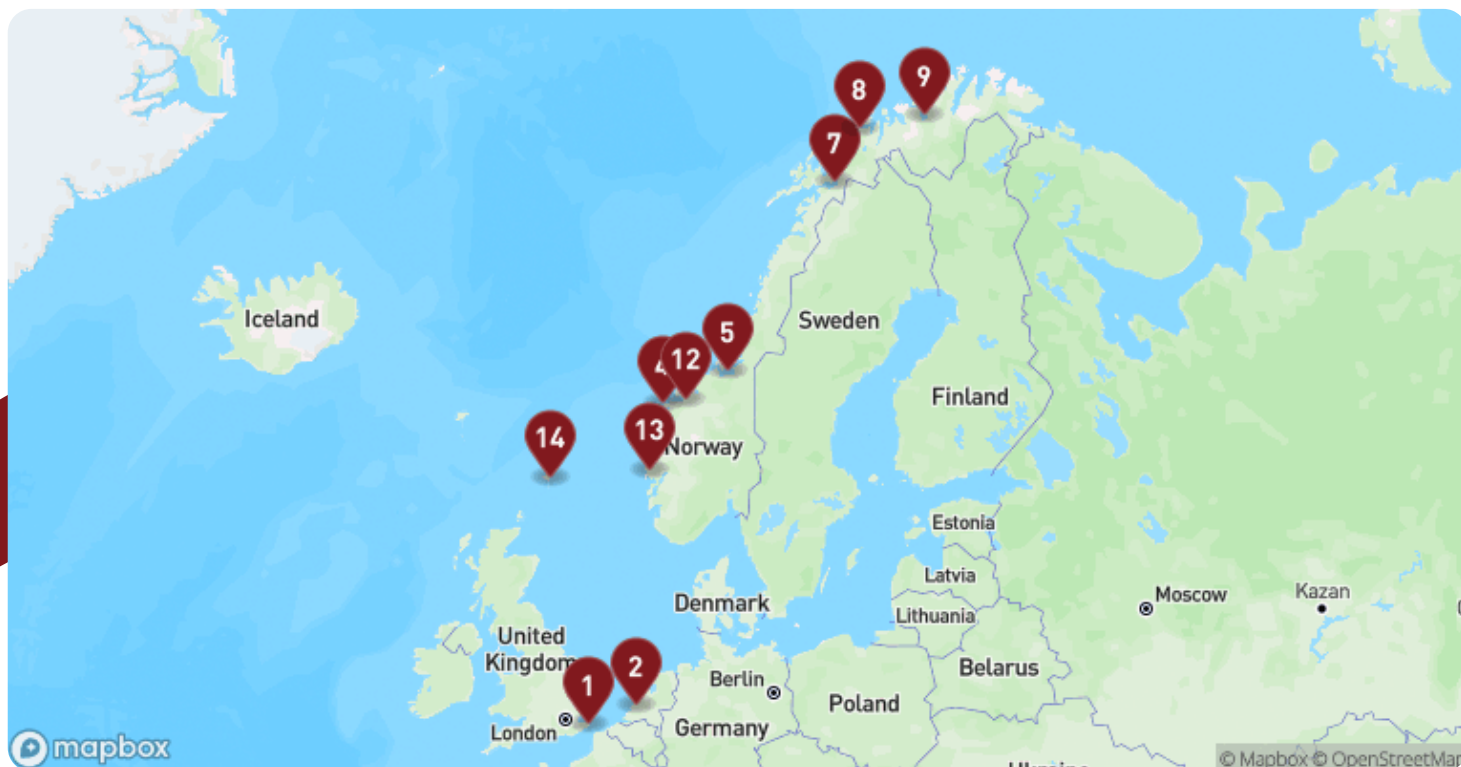 9
8
7
Iceland
Sweden
5
4
12
Finland
14
13
Norway
Estonia
Latvia
Denmark
Lithuania
Moscow
Kazan
United
Kingdom
Belarus
1
2
Berlin
Poland
London
Germany
mapbox
© Mapbox © OpenStreetMap